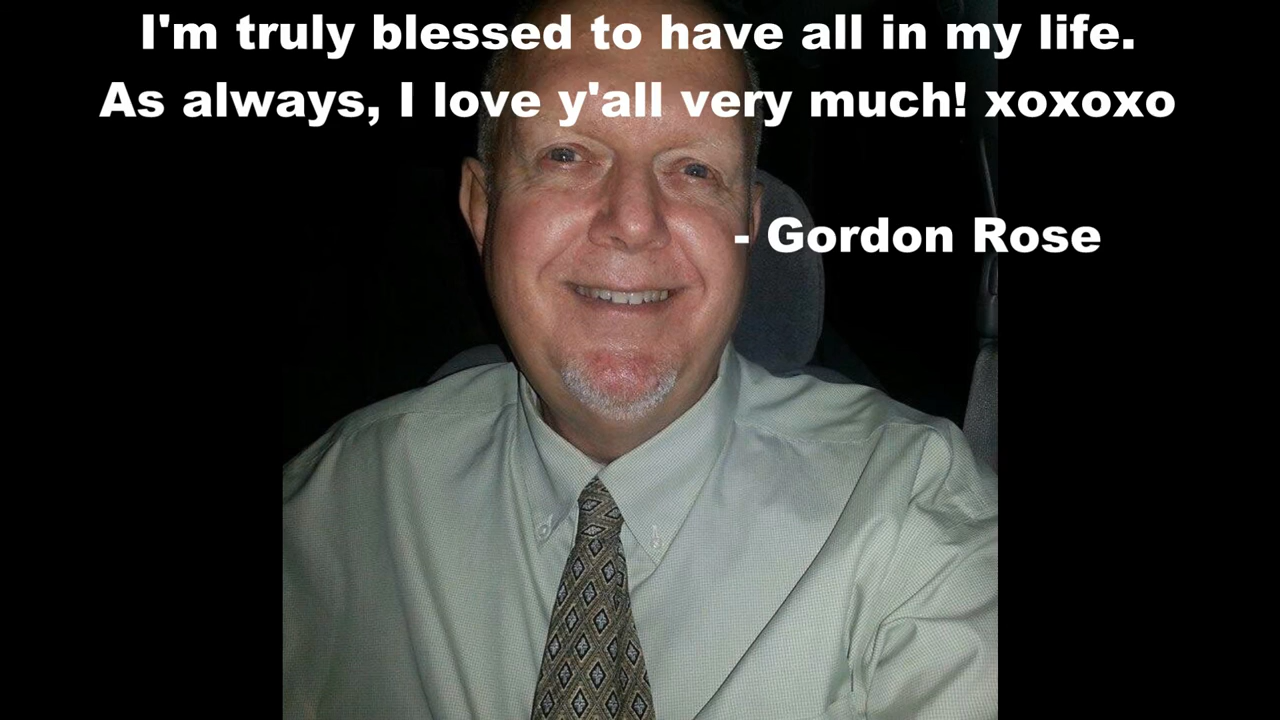 I'm truly blessed to have all in my life.
As always, I love y'all very much! xoxoxo
- Gordon Rose